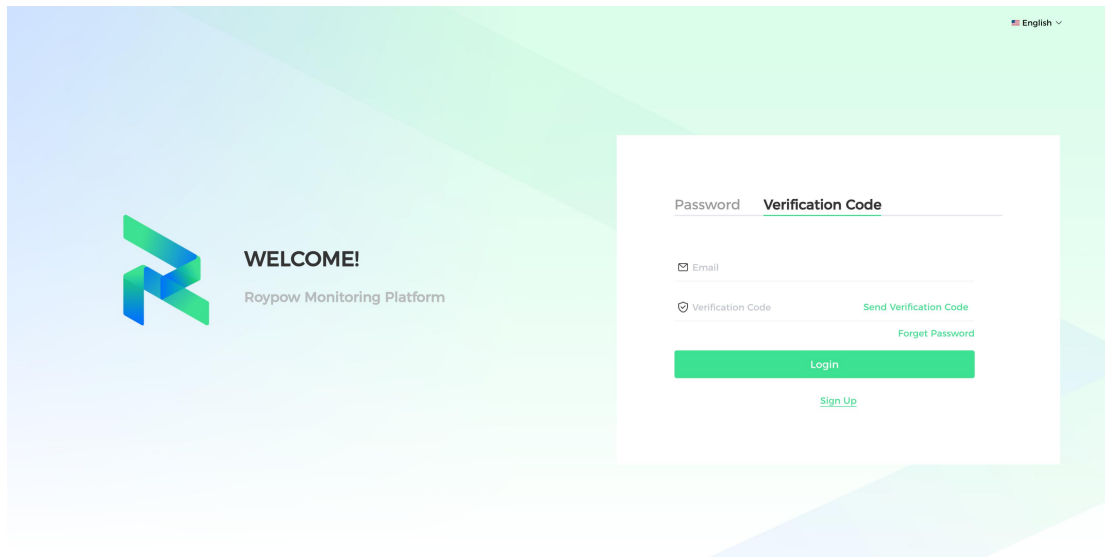 English
Password Verification Code
WELCOME!
Roypow Monitoring Platform
Email
Verification Code Send Verification Code
Forget Password
Login
Sign Up